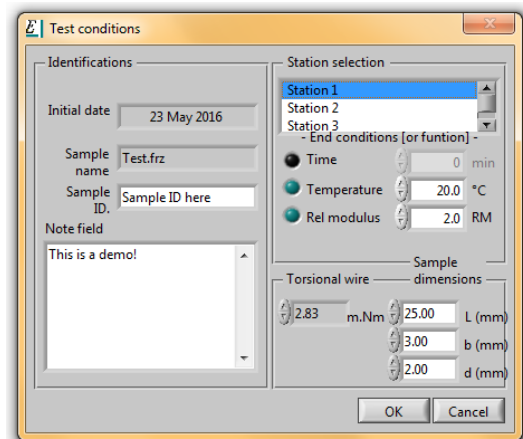 E Test conditions
Identifications
Initial date 23 May 2016
Sample name Test.frz
Sample ID. Sample ID here
Note field
This is a demo!
Station selection
Station 1
Station 2
Station 3
- End conditions [or funtion] -
Time 0 min
Temperature 20.0 °C
Rel modulus 2.0 RM
Torsional wire
2.83 m.Nm
Sample dimensions
25.00 L (mm)
3.00 b (mm)
2.00 d (mm)
OK Cancel